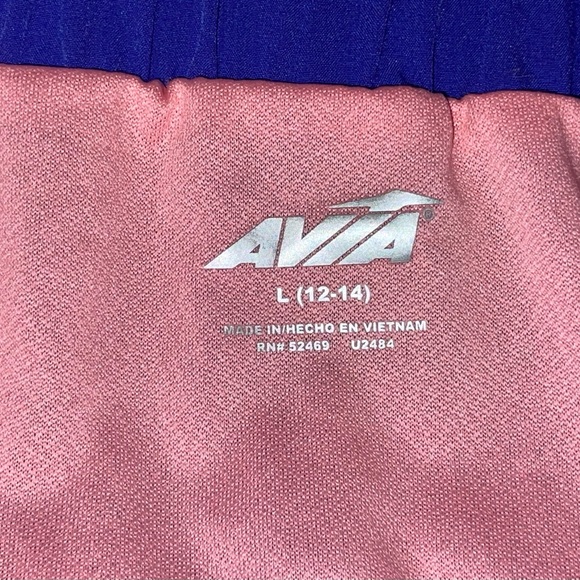 AVIA®
L (12-14)
MADE IN/HECHO EN VIETNAM
RN# 52469 U2484